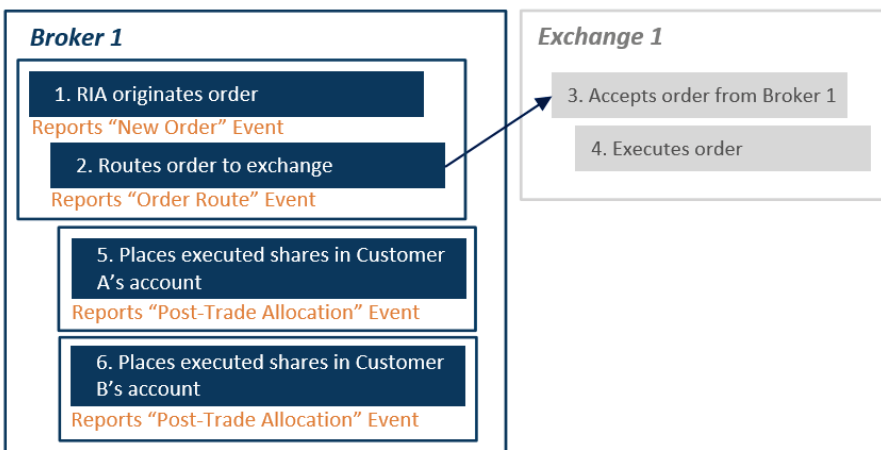 Broker 1
1. RIA originates order
Reports “New Order” Event
2. Routes order to exchange
Reports “Order Route” Event
5. Places executed shares in Customer
A’s account
Reports “Post-Trade Allocation” Event
6. Places executed shares in Customer
B’s account
Reports “Post-Trade Allocation” Event
Exchange 1
3. Accepts order from Broker 1
4. Executes order